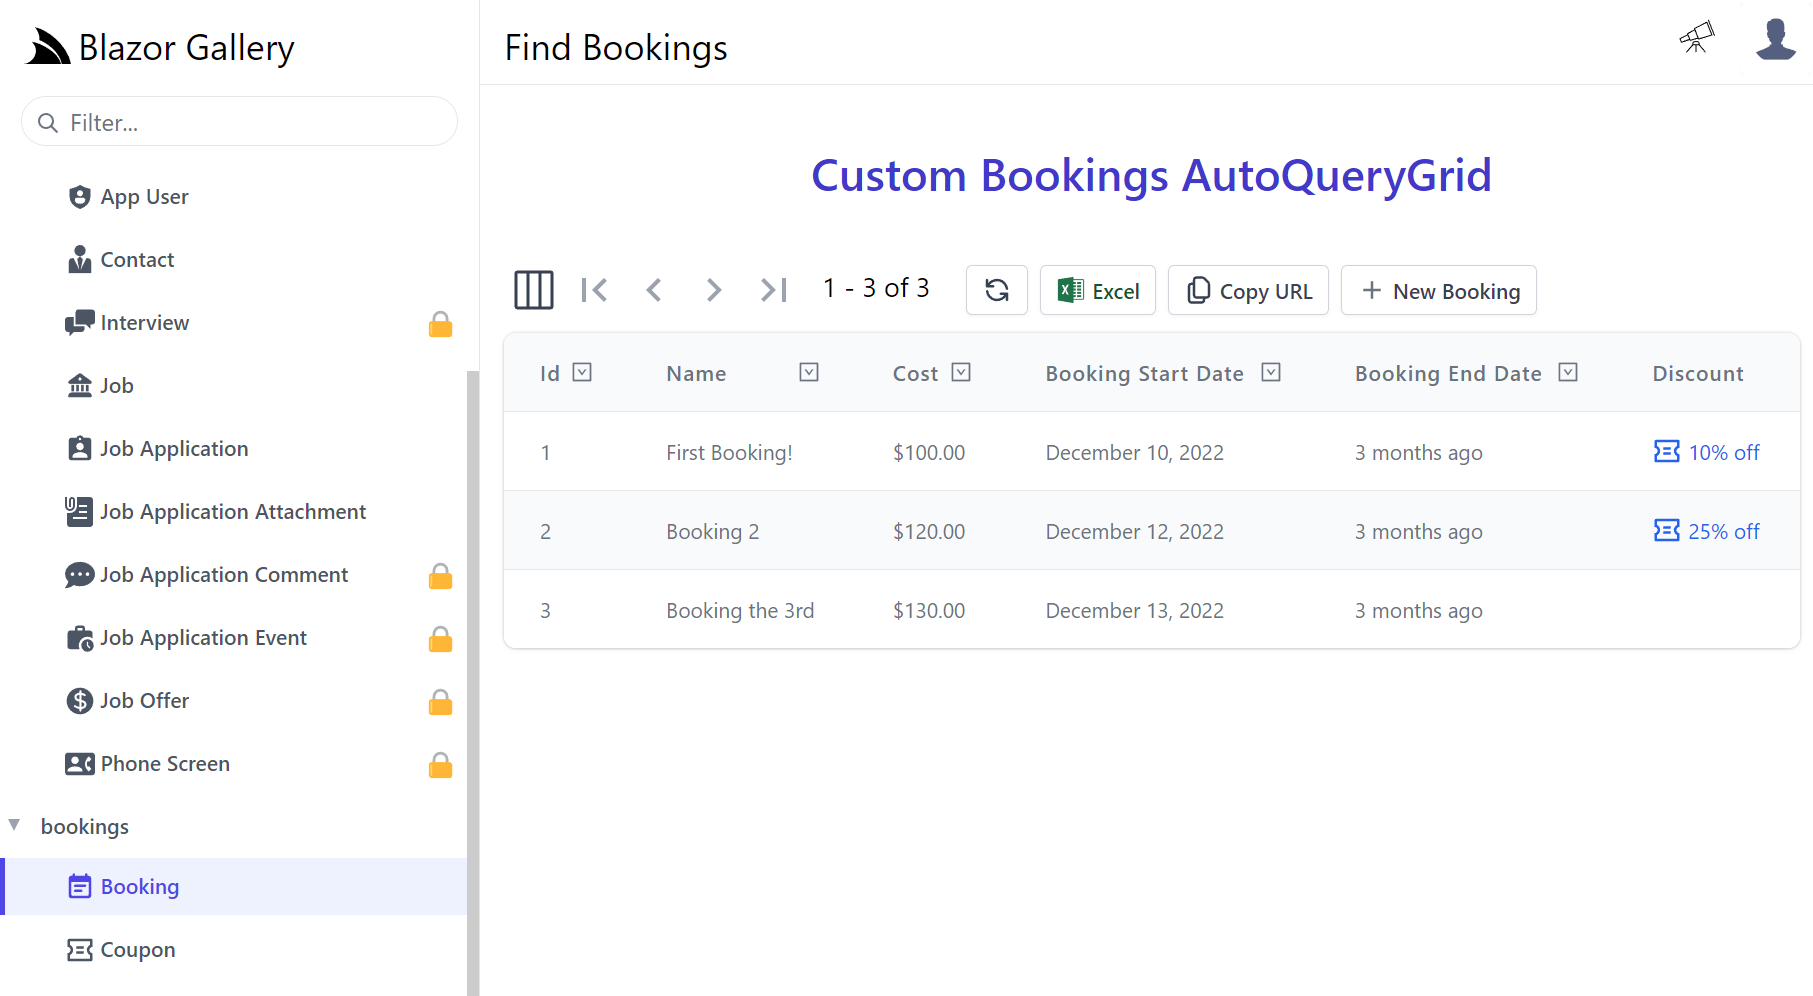 Blazor Gallery
Filter...
App User
Contact
Interview
Job
Job Application
Job Application Attachment
Job Application Comment
Job Application Event
Job Offer
Phone Screen
bookings
Booking
Coupon
Find Bookings
Custom Bookings AutoQueryGrid
1 - 3 of 3 Excel Copy URL + New Booking
Id Name Cost Booking Start Date Booking End Date Discount
1 First Booking! $100.00 December 10, 2022 3 months ago 10% off
2 Booking 2 $120.00 December 12, 2022 3 months ago 25% off
3 Booking the 3rd $130.00 December 13, 2022 3 months ago